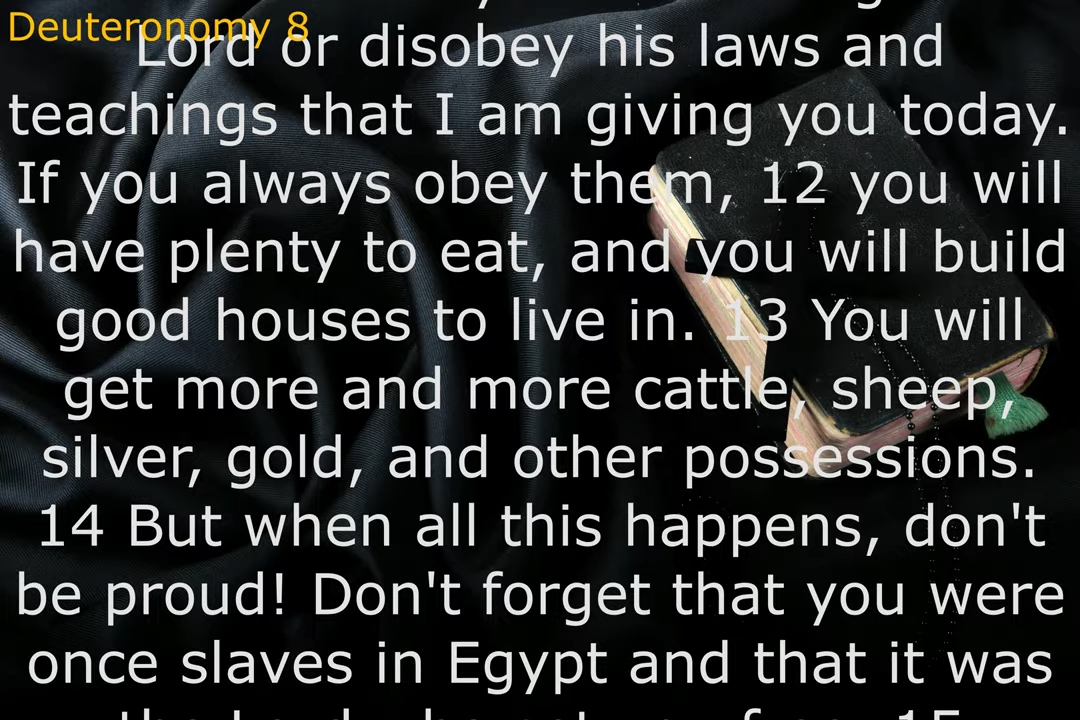 Deuteronomy 8
Lord or disobey his laws and
teachings that I am giving you today.
If you always obey them, 12 you will
have plenty to eat, and you will build
good houses to live in. 13 You will
get more and more cattle, sheep,
silver, gold, and other possessions.
14 But when all this happens, don't
be proud! Don't forget that you were
once slaves in Egypt and that it was